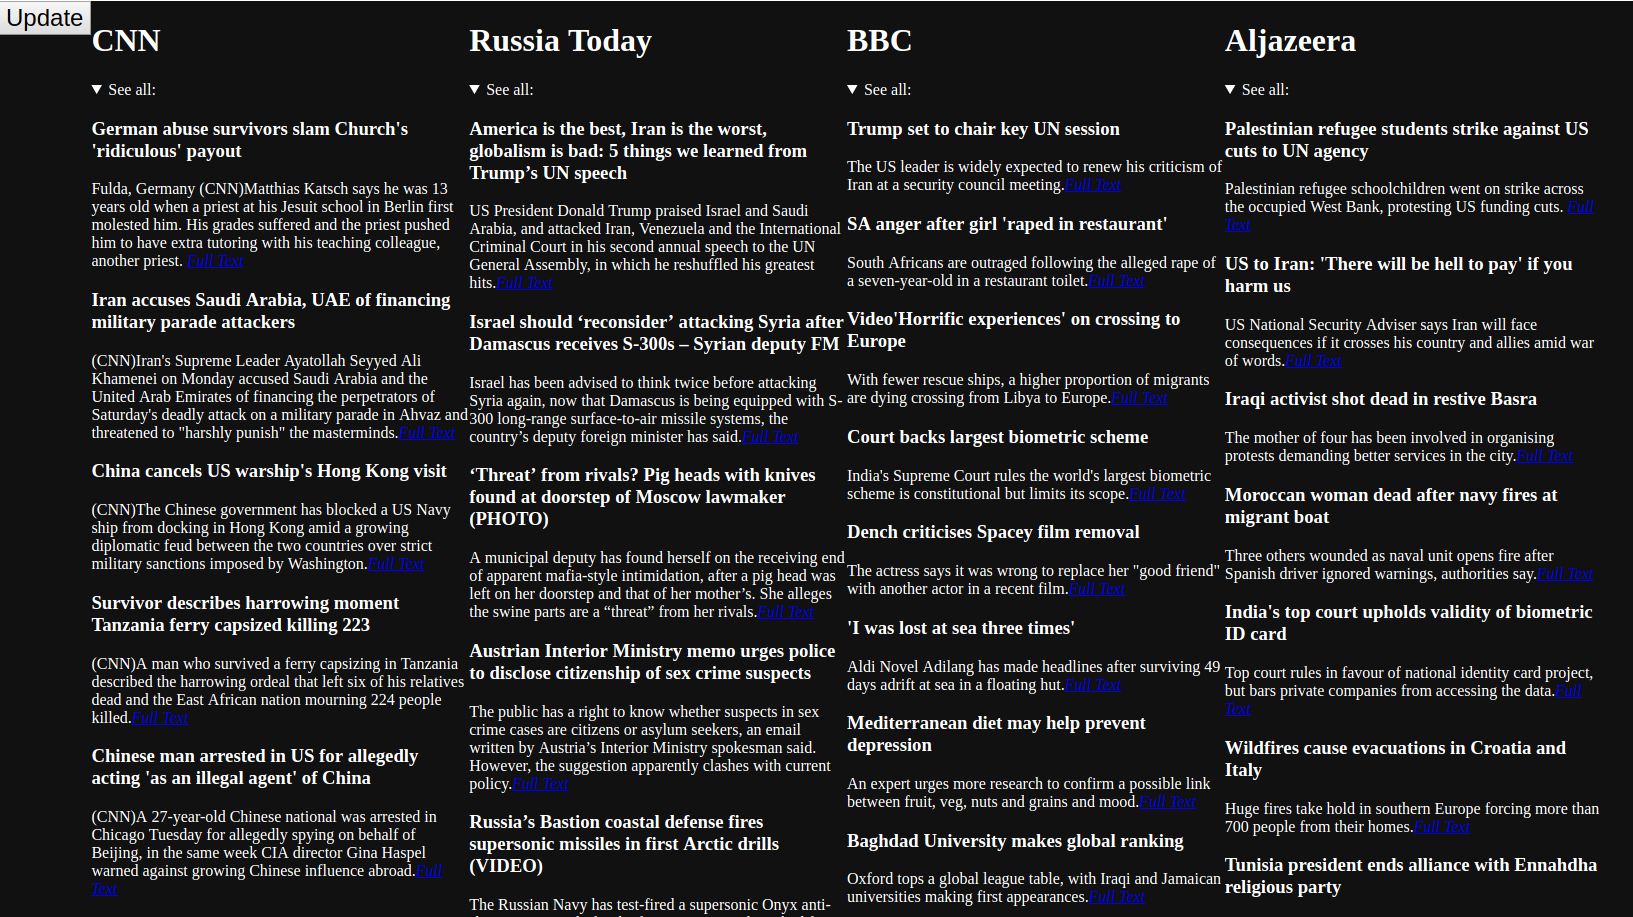 Update
CNN
See all:
German abuse survivors slam Church's
'ridiculous' payout
Fulda, Germany (CNN)Matthias Katsch says he was 13
years old when a priest at his Jesuit school in Berlin first
molested him. His grades suffered and the priest pushed
him to have extra tutoring with his teaching colleague,
another priest. Full Text
Iran accuses Saudi Arabia, UAE of financing
military parade attackers
(CNN)Iran's Supreme Leader Ayatollah Seyyed Ali
Khamenei on Monday accused Saudi Arabia and the
United Arab Emirates of financing the perpetrators of
Saturday's deadly attack on a military parade in Ahvaz and
threatened to "harshly punish" the masterminds.Full Text
China cancels US warship's Hong Kong visit
(CNN)The Chinese government has blocked a US Navy
ship from docking in Hong Kong amid a growing
diplomatic feud between the two countries over strict
military sanctions imposed by Washington.Full Text
Survivor describes harrowing moment
Tanzania ferry capsized killing 223
(CNN)A man who survived a ferry capsizing in Tanzania
described the harrowing ordeal that left six of his relatives
dead and the East African nation mourning 224 people
killed.Full Text
Chinese man arrested in US for allegedly
acting 'as an illegal agent' of China
(CNN)A 27-year-old Chinese national was arrested in
Chicago Tuesday for allegedly spying on behalf of
Beijing, in the same week CIA director Gina Haspel
warned against growing Chinese influence abroad.Full
Text
Russia Today
See all:
America is the best, Iran is the worst,
globalism is bad: 5 things we learned from
Trump’s UN speech
US President Donald Trump praised Israel and Saudi
Arabia, and attacked Iran, Venezuela and the International
Criminal Court in his second annual speech to the UN
General Assembly, in which he reshuffled his greatest
hits.Full Text
Israel should ‘reconsider’ attacking Syria after
Damascus receives S-300s – Syrian deputy FM
Israel has been advised to think twice before attacking
Syria again, now that Damascus is being equipped with S-
300 long-range surface-to-air missile systems, the
country’s deputy foreign minister has said.Full Text
‘Threat’ from rivals? Pig heads with knives
found at doorstep of Moscow lawmaker
(PHOTO)
A municipal deputy has found herself on the receiving end
of apparent mafia-style intimidation, after a pig head was
left on her doorstep and that of her mother’s. She alleges
the swine parts are a “threat” from her rivals.Full Text
Austrian Interior Ministry memo urges police
to disclose citizenship of sex crime suspects
The public has a right to know whether suspects in sex
crime cases are citizens or asylum seekers, an email
written by Austria’s Interior Ministry spokesman said.
However, the suggestion apparently clashes with current
policy.Full Text
Russia’s Bastion coastal defense fires
supersonic missiles in first Arctic drills
(VIDEO)
The Russian Navy has test-fired a supersonic Onyx anti-
BBC
See all:
Trump set to chair key UN session
The US leader is widely expected to renew his criticism of
Iran at a security council meeting.Full Text
SA anger after girl 'raped in restaurant'
South Africans are outraged following the alleged rape of
a seven-year-old in a restaurant toilet.Full Text
Video'Horrific experiences' on crossing to
Europe
With fewer rescue ships, a higher proportion of migrants
are dying crossing from Libya to Europe.Full Text
Court backs largest biometric scheme
India's Supreme Court rules the world's largest biometric
scheme is constitutional but limits its scope.Full Text
Dench criticises Spacey film removal
The actress says it was wrong to replace her "good friend"
with another actor in a recent film.Full Text
'I was lost at sea three times'
Aldi Novel Adilang has made headlines after surviving 49
days adrift at sea in a floating hut.Full Text
Mediterranean diet may help prevent
depression
An expert urges more research to confirm a possible link
between fruit, veg, nuts and grains and mood.Full Text
Baghdad University makes global ranking
Oxford tops a global league table, with Iraqi and Jamaican
universities making first appearances.Full Text
Aljazeera
See all:
Palestinian refugee students strike against US
cuts to UN agency
Palestinian refugee schoolchildren went on strike across
the occupied West Bank, protesting US funding cuts. Full
Text
US to Iran: 'There will be hell to pay' if you
harm us
US National Security Adviser says Iran will face
consequences if it crosses his country and allies amid war
of words.Full Text
Iraqi activist shot dead in restive Basra
The mother of four has been involved in organising
protests demanding better services in the city.Full Text
Moroccan woman dead after navy fires at
migrant boat
Three others wounded as naval unit opens fire after
Spanish driver ignored warnings, authorities say.Full Text
India's top court upholds validity of biometric
ID card
Top court rules in favour of national identity card project,
but bars private companies from accessing the data.Full
Text
Wildfires cause evacuations in Croatia and
Italy
Huge fires take hold in southern Europe forcing more than
700 people from their homes.Full Text
Tunisia president ends alliance with Ennahdha
religious party